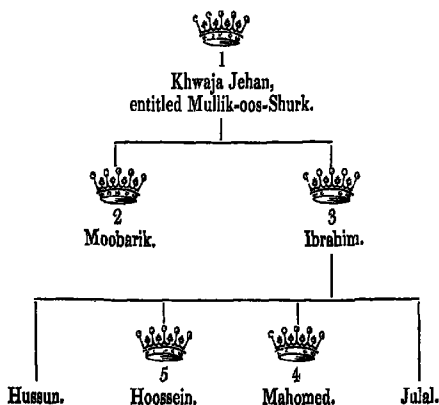 1
Khwaja Jehan,
entitled Mullik-oos-Shurk.
2 3
Moobarik. Ibrahim.
5 4
Hussun. Hoossein. Mahomed. Julal.